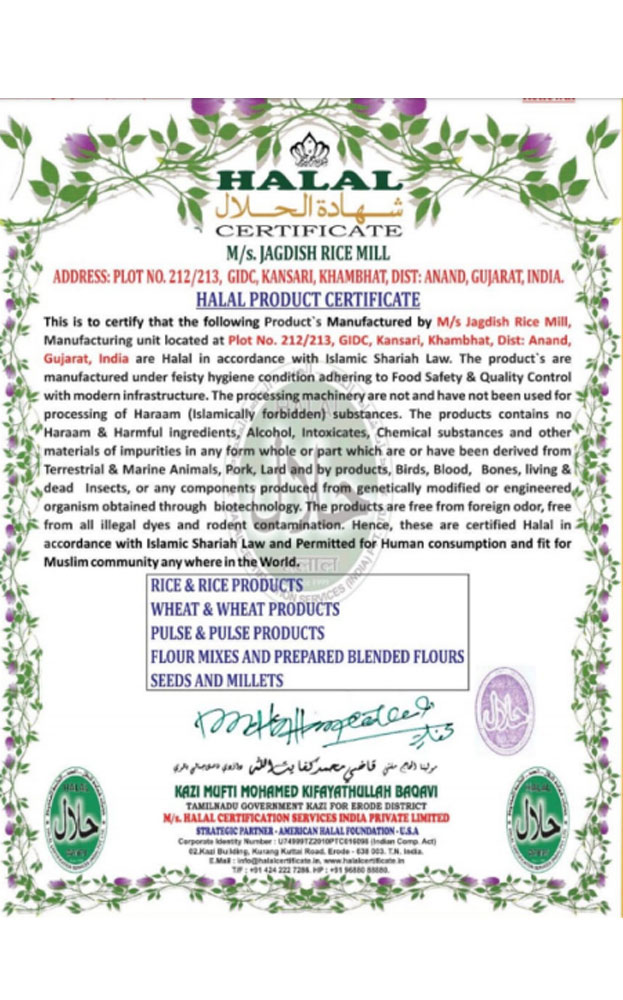 HALAL
شهادة الحلال
CERTIFICATE
M/s. JAGDISH RICE MILL
ADDRESS: PLOT NO. 212/213, GIDC, KANSARI, KHAMBHAT, DIST: ANAND, GUJARAT, INDIA.
HALAL PRODUCT CERTIFICATE
This is to certify that the following Product`s Manufactured by M/s Jagdish Rice Mill,
Manufacturing unit located at Plot No. 212/213, GIDC, Kansari, Khambhat, Dist: Anand,
Gujarat, India are Halal in accordance with Islamic Shariah Law. The product`s are
manufactured under feisty hygiene condition adhering to Food Safety & Quality Control
with modern infrastructure. The processing machinery are not and have not been used for
processing of Haraam (Islamically forbidden) substances. The products contains no
Haraam & Harmful ingredients, Alcohol, Intoxicates, Chemical substances and other
materials of impurities in any form whole or part which are or have been derived from
Terrestrial & Marine Animals, Pork, Lard and by products, Birds, Blood, Bones, living &
dead Insects, or any components produced from genetically modified or engineered
organism obtained through biotechnology. The products are free from foreign odor, free
from all illegal dyes and rodent contamination. Hence, these are certified Halal in
accordance with Islamic Shariah Law and Permitted for Human consumption and fit for
Muslim community any where in the World.
RICE & RICE PRODUCTS
WHEAT & WHEAT PRODUCTS
PULSE & PULSE PRODUCTS
FLOUR MIXES AND PREPARED BLENDED FLOURS
SEEDS AND MILLETS
حلال
قاضي محمد كفايت الله
KAZI MUFTI MOHAMED KIFAYATHULLAH BAQAVI
TAMILNADU GOVERNMENT KAZI FOR ERODE DISTRICT
M/s. HALAL CERTIFICATION SERVICES INDIA PRIVATE LIMITED
STRATEGIC PARTNER - AMERICAN HALAL FOUNDATION - U.S.A
Corporate Identity Number : U74999TZ2010PTC016098 (Indian Comp. Act)
02.Kazi Building, Kurang Kuttai Road, Erode - 638 003. T.N. India.
E.Mail : info@halalcertificate.in, www.halalcertificate.in
T/F : +91 424 222 7286. HP : +91 96880 88880.
حلال
حلال